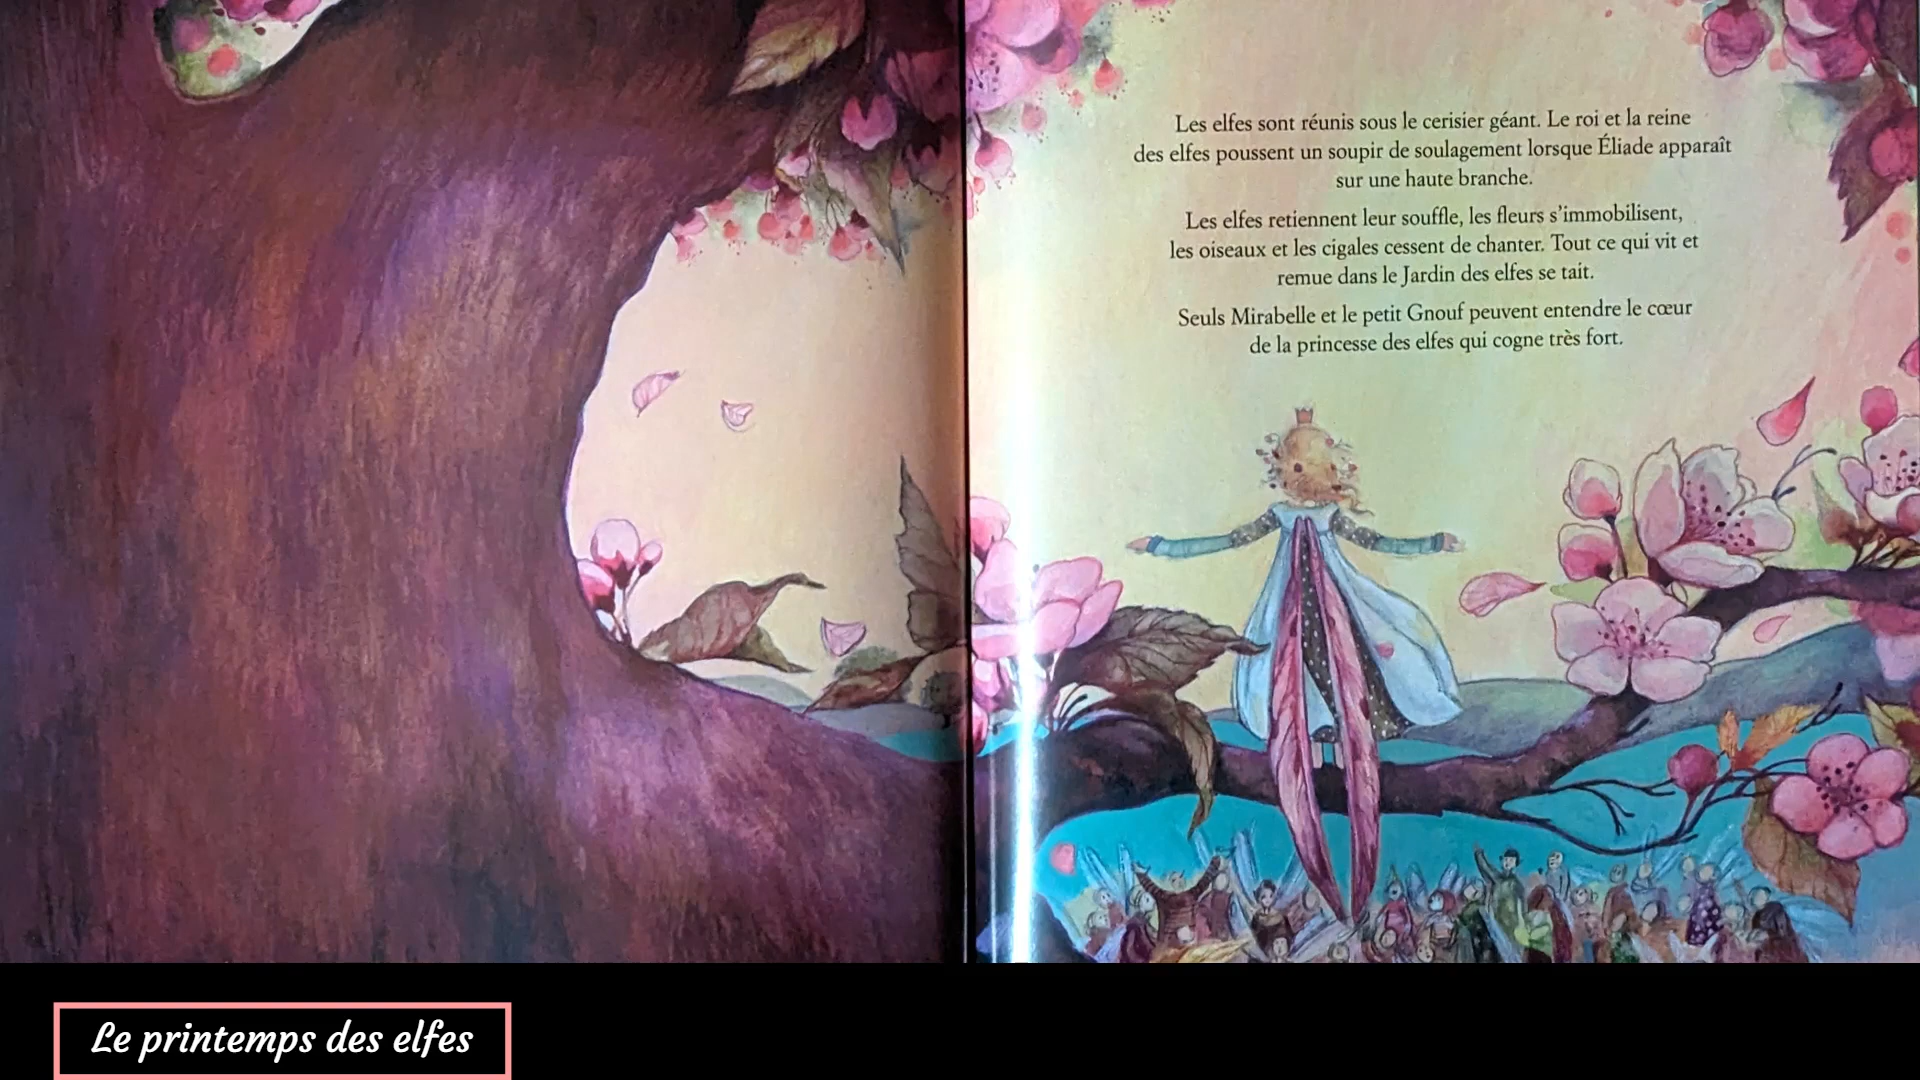 Les elfes sont réunis sous le cerisier géant. Le roi et la reine
des elfes poussent un soupir de soulagement lorsque Éliade apparaît
sur une haute branche.
Les elfes retiennent leur souffle, les fleurs s'immobilisent,
les oiseaux et les cigales cessent de chanter. Tout ce qui vit et
remue dans le Jardin des elfes se tait.
Seuls Mirabelle et le petit Gnouf peuvent entendre le cœur
de la princesse des elfes qui cogne très fort.
Le printemps des elfes